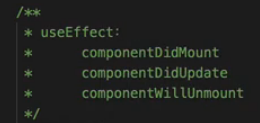 /**
 * useEffect:
 *      componentDidMount
 *      componentDidUpdate
 *      componentWillUnmount
 */